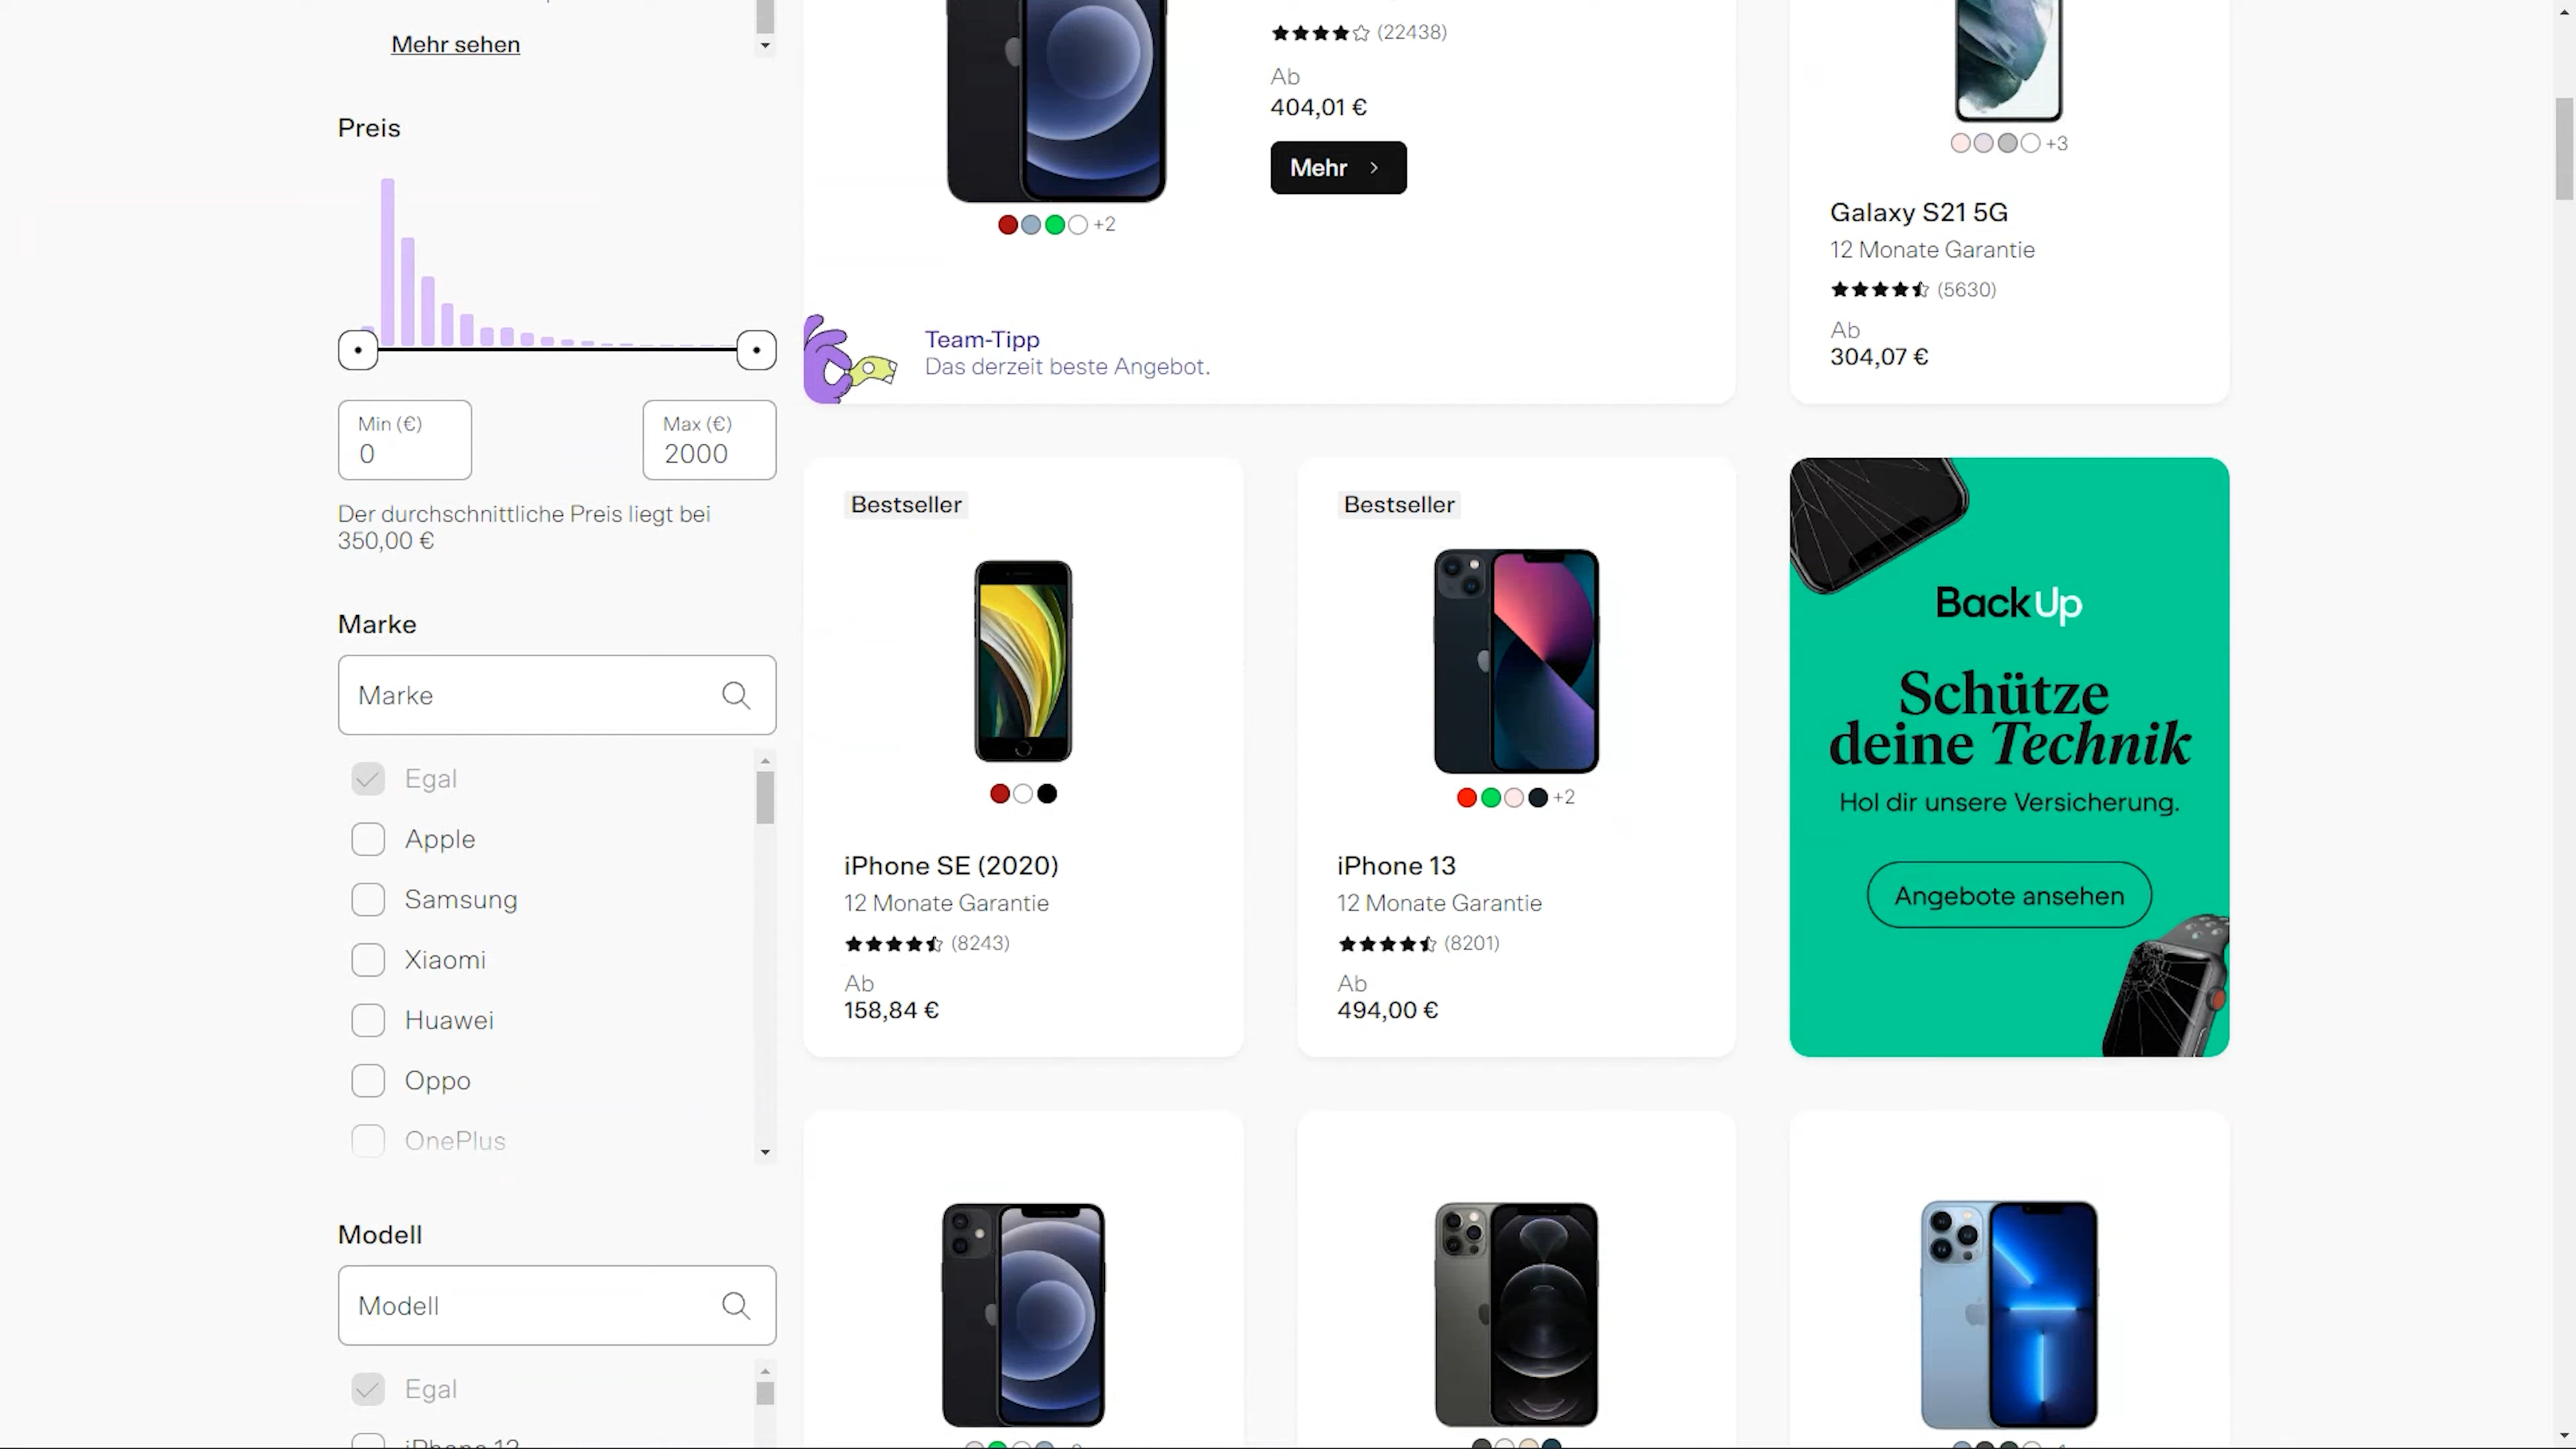 Mehr sehen
Preis
Min (€)
0
Max (€)
2000
Der durchschnittliche Preis liegt bei
350,00 €
Marke
Marke
Egal
Apple
Samsung
Xiaomi
Huawei
Oppo
OnePlus
Modell
Modell
Egal
iPhone 12
(22438)
Ab
404,01 €
Mehr
+2
Team-Tipp
Das derzeit beste Angebot.
+3
Galaxy S21 5G
12 Monate Garantie
(5630)
Ab
304,07 €
Bestseller
iPhone SE (2020)
12 Monate Garantie
(8243)
Ab
158,84 €
Bestseller
+2
iPhone 13
12 Monate Garantie
(8201)
Ab
494,00 €
BackUp
Schütze
deine Technik
Hol dir unsere Versicherung.
Angebote ansehen